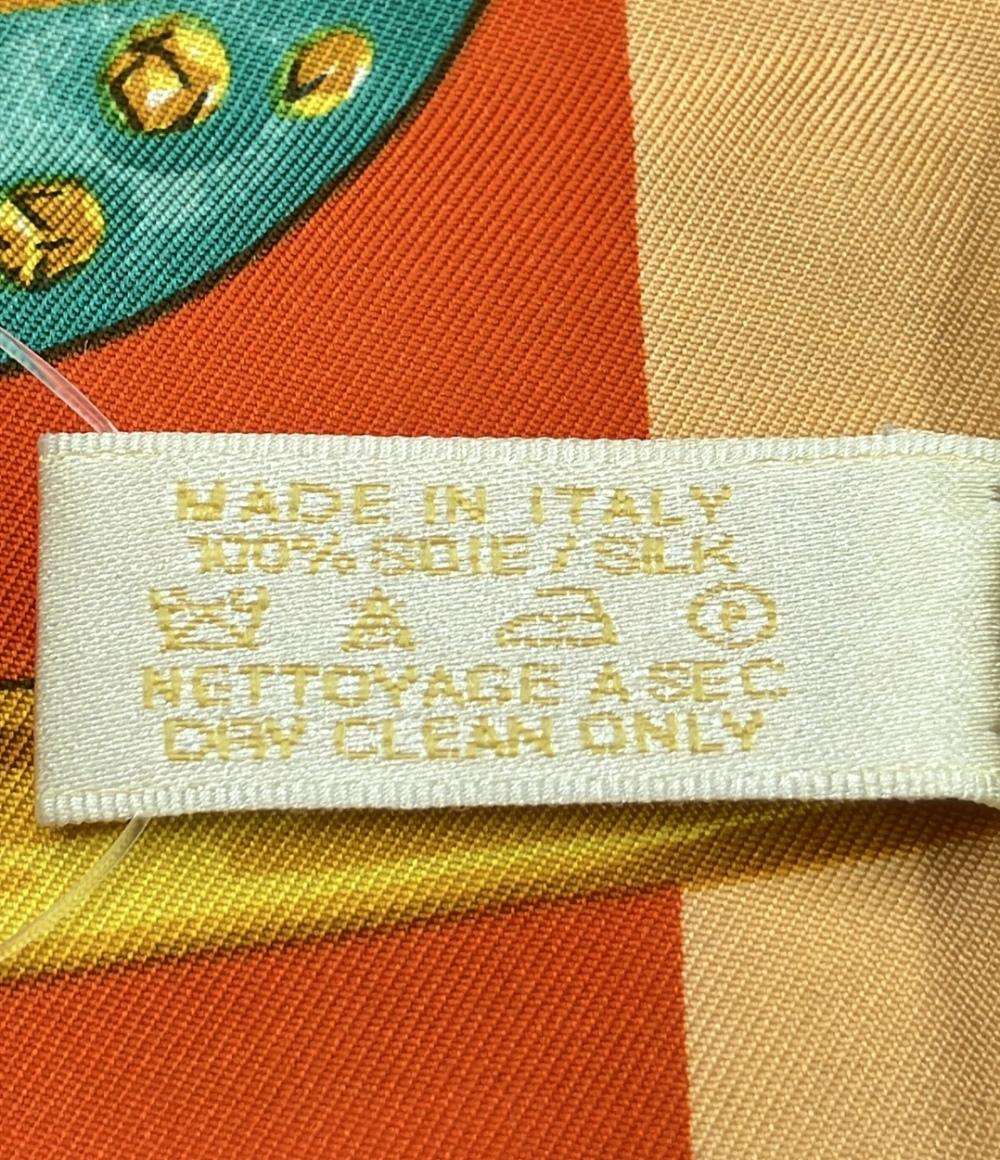 MADE IN ITALY
100% SOIE / SILK
P
NETTOYAGE A SEC
DRY CLEAN ONLY